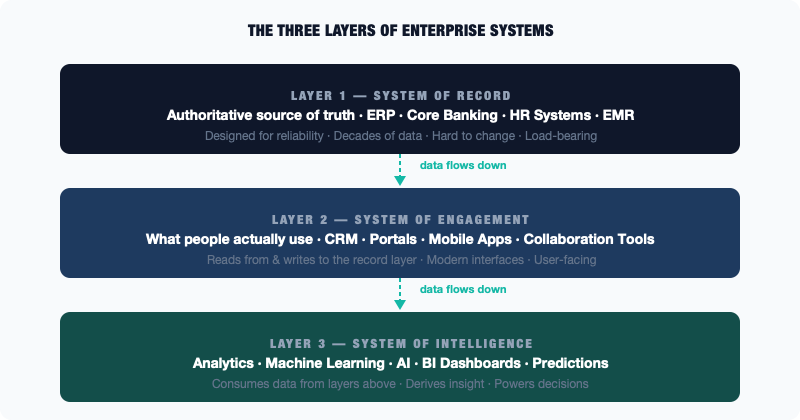 THE THREE LAYERS OF ENTERPRISE SYSTEMS
LAYER 1 — SYSTEM OF RECORD
Authoritative source of truth · ERP · Core Banking · HR Systems · EMR
Designed for reliability · Decades of data · Hard to change · Load-bearing
data flows down
LAYER 2 — SYSTEM OF ENGAGEMENT
What people actually use · CRM · Portals · Mobile Apps · Collaboration Tools
Reads from & writes to the record layer · Modern interfaces · User-facing
data flows down
LAYER 3 — SYSTEM OF INTELLIGENCE
Analytics · Machine Learning · AI · BI Dashboards · Predictions
Consumes data from layers above · Derives insight · Powers decisions